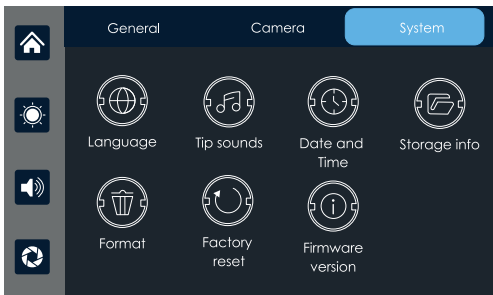 General Camera System
Language Tip sounds Date and Time Storage info
Format Factory reset Firmware version